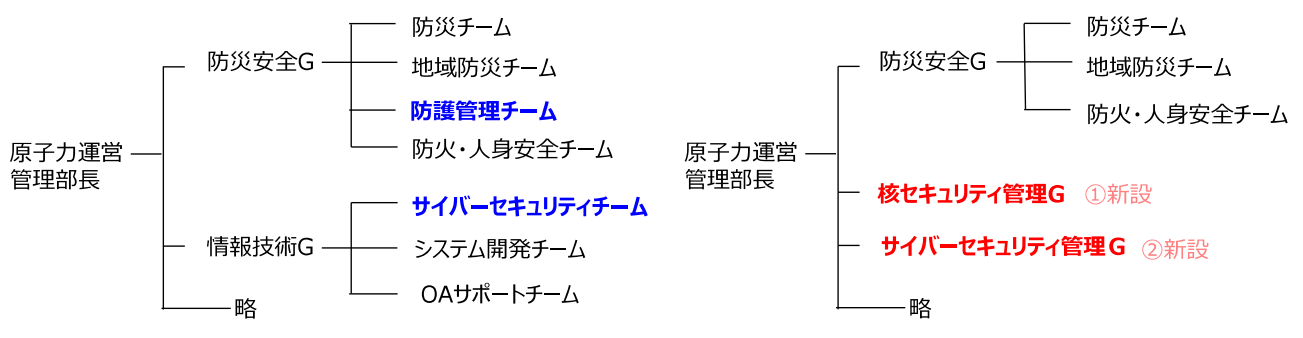 原子力運営
管理部長
防災安全G
防災チーム
地域防災チーム
防護管理チーム
防火・人身安全チーム
情報技術G
サイバーセキュリティチーム
システム開発チーム
OAサポートチーム
略
原子力運営
管理部長
防災安全G
防災チーム
地域防災チーム
防火・人身安全チーム
核セキュリティ管理G ①新設
サイバーセキュリティ管理G ②新設
略